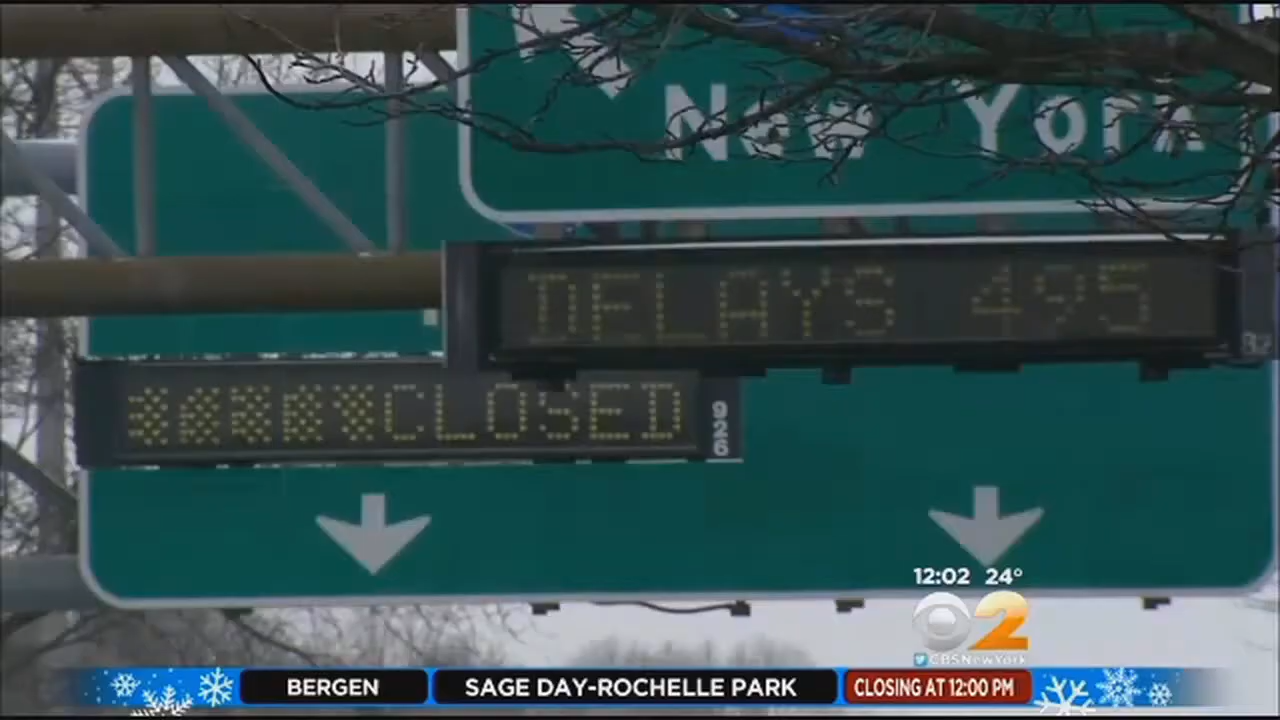 New York
DELAYS 495
CLOSED
926
12:02 24°
2
CBSNewYork
BERGEN
SAGE DAY-ROCHELLE PARK
CLOSING AT 12:00 PM